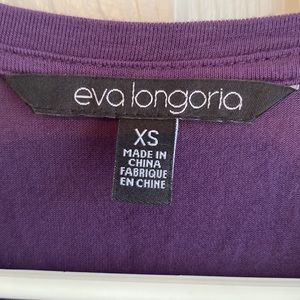 eva longoria
XS
MADE IN
CHINA
FABRIQUE
EN CHINE